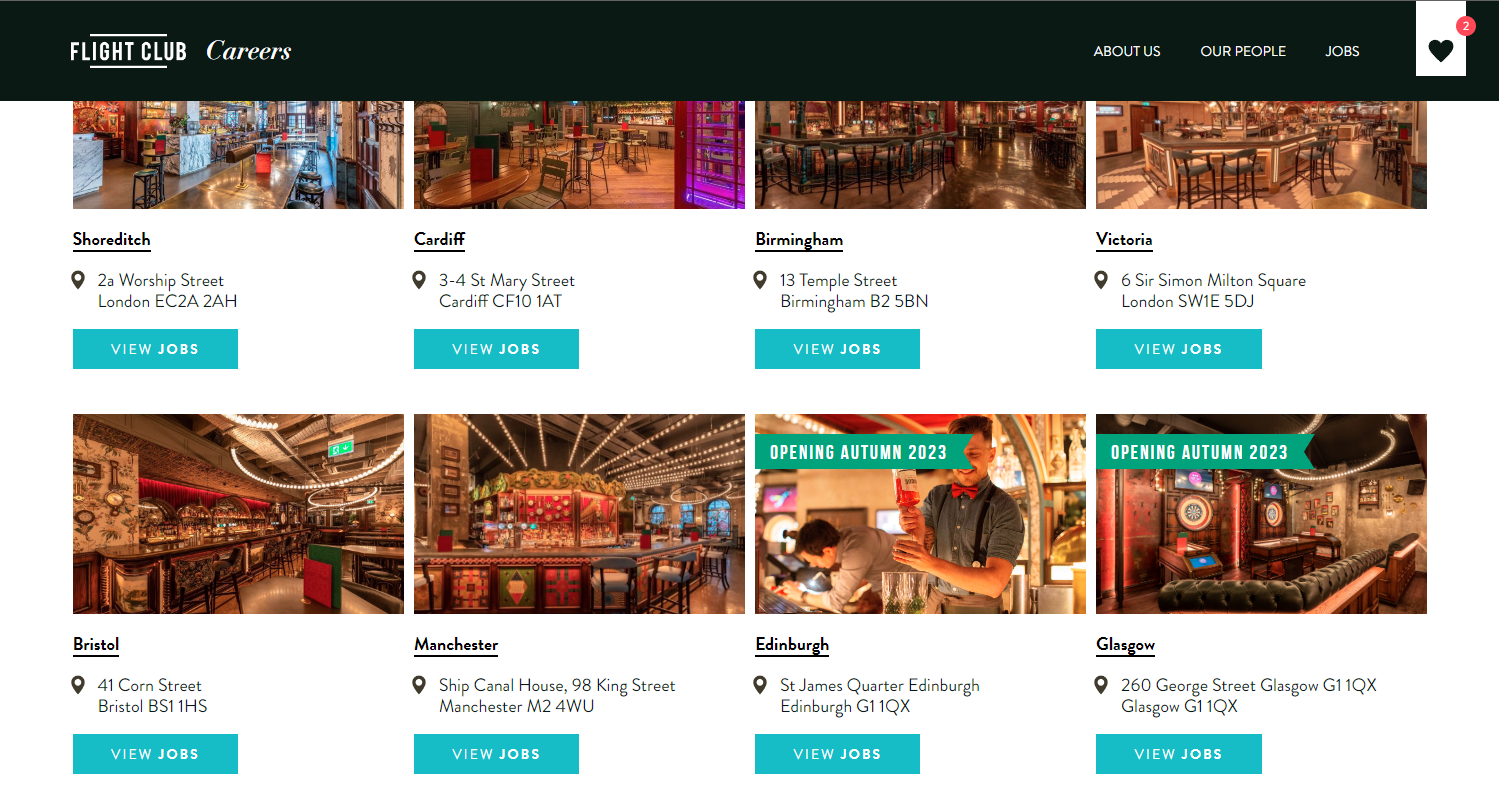 FLIGHT CLUB Careers
ABOUT US OUR PEOPLE JOBS
2
Shoreditch
2a Worship Street
London EC2A 2AH
VIEW JOBS
Cardiff
3-4 St Mary Street
Cardiff CF10 1AT
VIEW JOBS
Birmingham
13 Temple Street
Birmingham B2 5BN
VIEW JOBS
Victoria
6 Sir Simon Milton Square
London SW1E 5DJ
VIEW JOBS
Bristol
41 Corn Street
Bristol BS1 1HS
VIEW JOBS
Manchester
Ship Canal House, 98 King Street
Manchester M2 4WU
VIEW JOBS
OPENING AUTUMN 2023
Edinburgh
St James Quarter Edinburgh
Edinburgh G1 1QX
VIEW JOBS
OPENING AUTUMN 2023
Glasgow
260 George Street Glasgow G1 1QX
Glasgow G1 1QX
VIEW JOBS